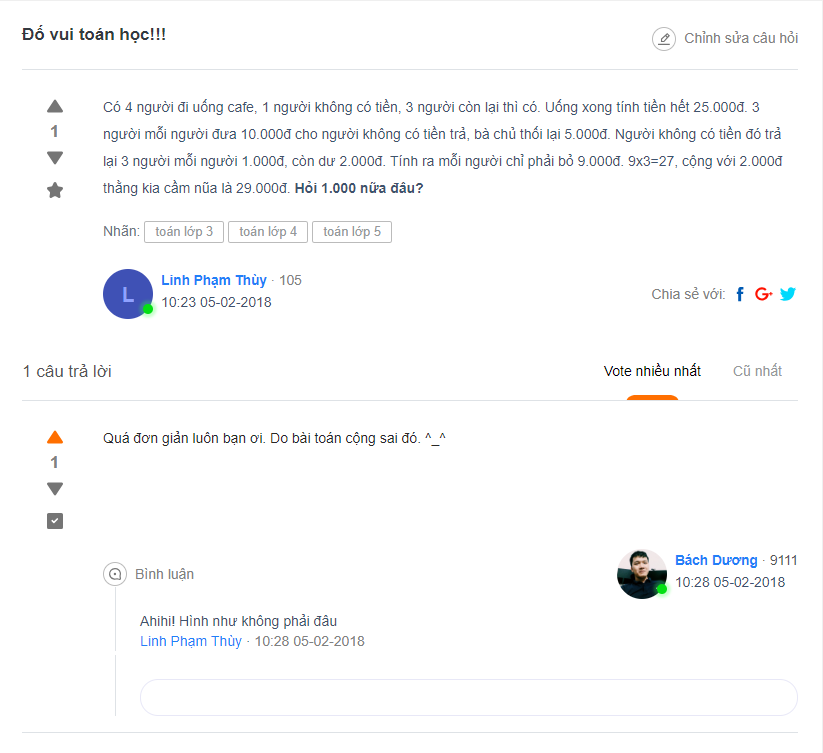 Đố vui toán học!!!
Chỉnh sửa câu hỏi
1
Có 4 người đi uống cafe, 1 người không có tiền, 3 người còn lại thì có. Uống xong tính tiền hết 25.000đ. 3
người mỗi người đưa 10.000đ cho người không có tiền trả, bà chủ thối lại 5.000đ. Người không có tiền đó trả
lại 3 người mỗi người 1.000đ, còn dư 2.000đ. Tính ra mỗi người chỉ phải bỏ 9.000đ. 9x3=27, cộng với 2.000đ
thằng kia cầm nũa là 29.000đ. Hỏi 1.000 nữa đâu?
Nhãn: toán lớp 3 toán lớp 4 toán lớp 5
L
Linh Phạm Thùy · 105
10:23 05-02-2018
Chia sẻ với: f G+
1 câu trả lời
Vote nhiều nhất
Cũ nhất
1
Quá đơn giản luôn bạn ơi. Do bài toán cộng sai đó. ^_^
Bách Dương · 9111
10:28 05-02-2018
Bình luận
Ahihi! Hình như không phải đâu
Linh Phạm Thùy · 10:28 05-02-2018